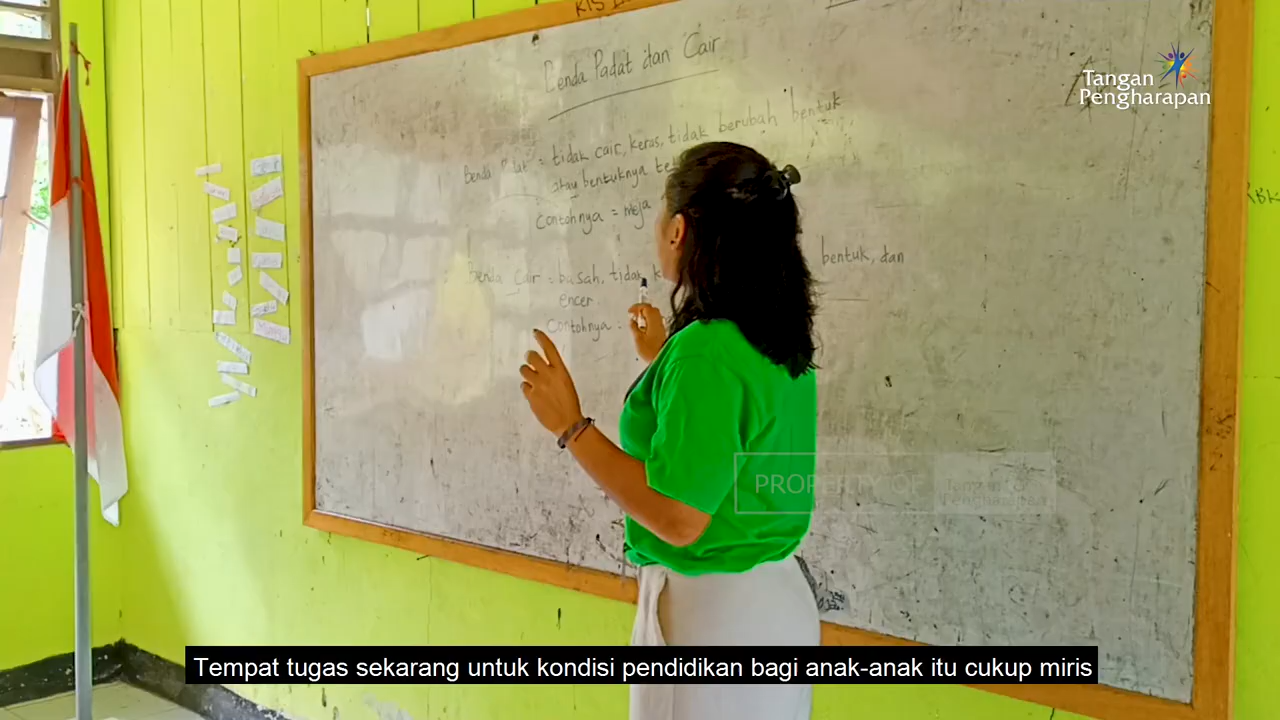 Benda Padat dan Cair
Tangan
Pengharapan
Benda Padat = tidak cair, keras, tidak berubah bentuk
atau bentuknya
Contohnya = meja
Benda Cair = basah, tidak
bentuk, dan
encer
Contohnya :
PROPERTY OF Tangan
Pengharapan
Tempat tugas sekarang untuk kondisi pendidikan bagi anak-anak itu cukup miris